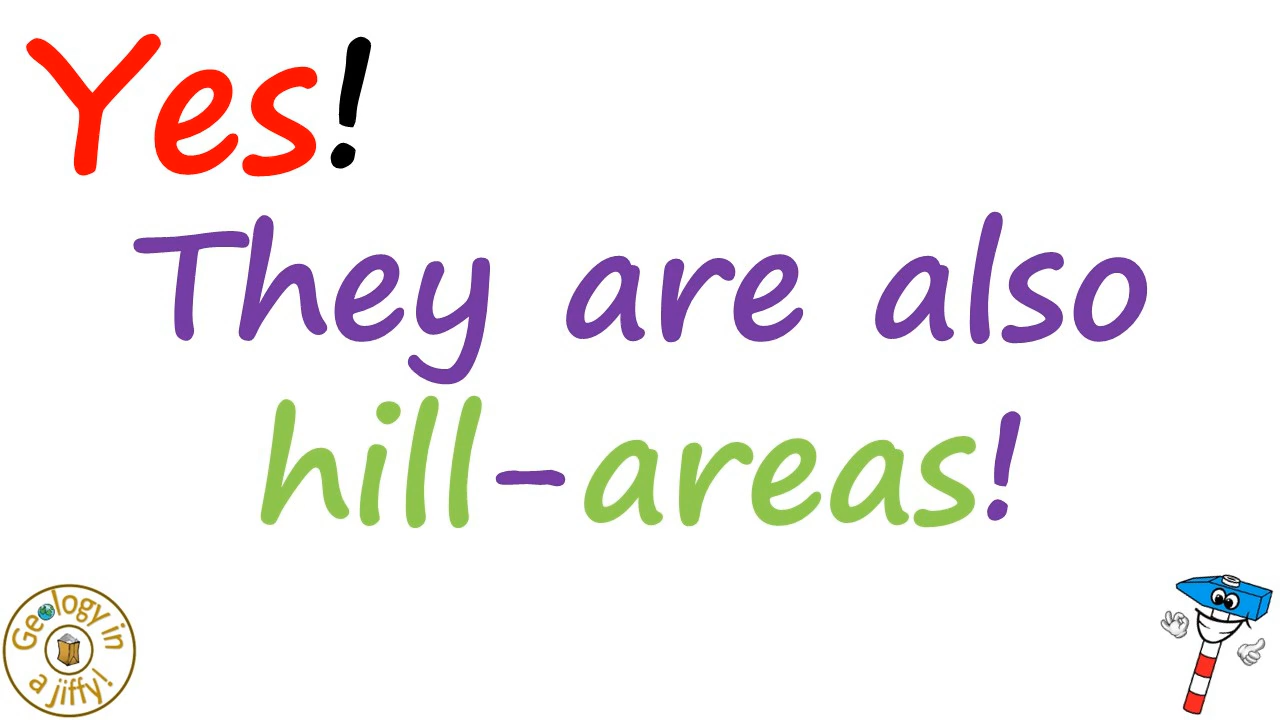 Yes!
They are also
hill-areas!
Geology in
a jiffy!